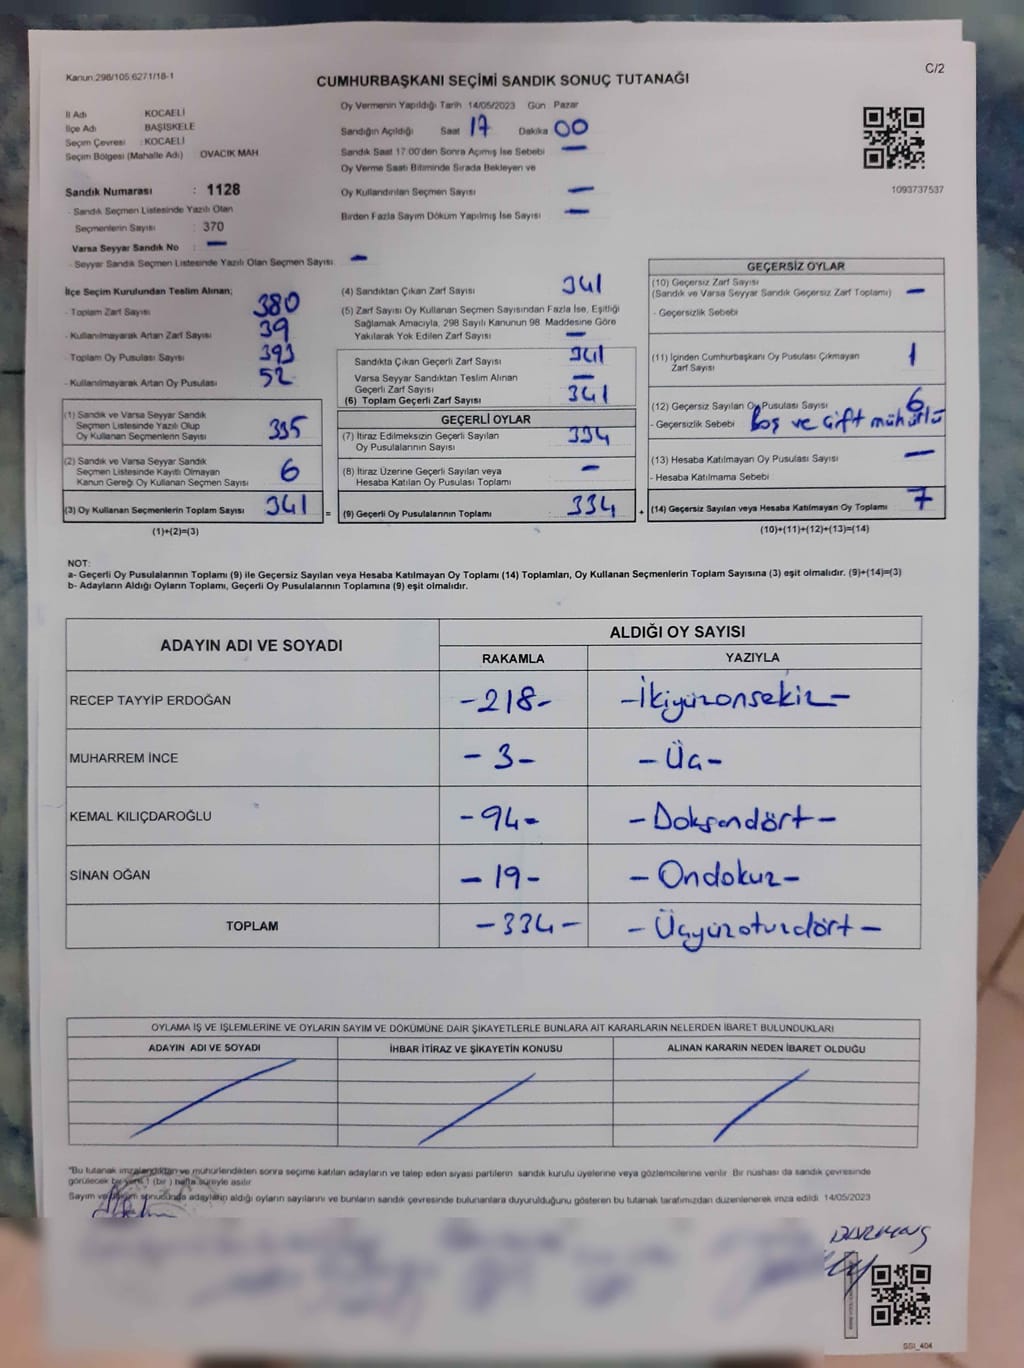 Kanun:298/105:6271/18-1
C/2
CUMHURBAŞKANI SEÇİMİ SANDIK SONUÇ TUTANAĞI
İl Adı KOCAELİ
İlçe Adı BAŞİSKELE
Seçim Çevresi : KOCAELİ
Seçim Bölgesi (Mahalle Adı) OVACIK MAH
Sandık Numarası : 1128
- Sandık Seçmen Listesinde Yazılı Olan
Seçmenlerin Sayısı : 370
Varsa Seyyar Sandık No : —
- Seyyar Sandık Seçmen Listesinde Yazılı Olan Seçmen Sayısı: —
Oy Vermenin Yapıldığı Tarih 14/05/2023 Gün Pazar
Sandığın Açıldığı Saat 17 Dakika 00
Sandık Saat 17:00'den Sonra Açımış İse Sebebi —
Oy Verme Saati Bitiminde Sırada Bekleyen ve
Oy Kullandırılan Seçmen Sayısı —
Birden Fazla Sayım Döküm Yapılmış İse Sayısı —
1093737537
İlçe Seçim Kurulundan Teslim Alınan;
- Toplam Zarf Sayısı 380
- Kullanılmayarak Artan Zarf Sayısı 39
- Toplam Oy Pusulası Sayısı 393
- Kullanılmayarak Artan Oy Pusulası 52
(1) Sandık ve Varsa Seyyar Sandık
Seçmen Listesinde Yazılı Olup
Oy Kullanan Seçmenlerin Sayısı 335
(2) Sandık ve Varsa Seyyar Sandık
Seçmen Listesinde Kayıtlı Olmayan
Kanun Gereği Oy Kullanan Seçmen Sayısı 6
(3) Oy Kullanan Seçmenlerin Toplam Sayısı 341
(1)+(2)=(3)
(4) Sandıktan Çıkan Zarf Sayısı 341
(5) Zarf Sayısı Oy Kullanan Seçmen Sayısından Fazla İse, Eşitliği
Sağlamak Amacıyla, 298 Sayılı Kanunun 98. Maddesine Göre
Yakılarak Yok Edilen Zarf Sayısı —
Sandıkta Çıkan Geçerli Zarf Sayısı 341
Varsa Seyyar Sandıktan Teslim Alınan
Geçerli Zarf Sayısı —
(6) Toplam Geçerli Zarf Sayısı 341
GEÇERLİ OYLAR
(7) İtiraz Edilmeksizin Geçerli Sayılan
Oy Pusulalarının Sayısı 334
(8) İtiraz Üzerine Geçerli Sayılan veya
Hesaba Katılan Oy Pusulası Toplamı —
= (9) Geçerli Oy Pusulalarının Toplamı 334
GEÇERSİZ OYLAR
(10) Geçersiz Zarf Sayısı
(Sandık ve Varsa Seyyar Sandık Geçersiz Zarf Toplamı) —
- Geçersizlik Sebebi
(11) İçinden Cumhurbaşkanı Oy Pusulası Çıkmayan
Zarf Sayısı 1
(12) Geçersiz Sayılan Oy Pusulası Sayısı 6
- Geçersizlik Sebebi Boş ve çift mühürlü
(13) Hesaba Katılmayan Oy Pusulası Sayısı —
- Hesaba Katılmama Sebebi
+ (14) Geçersiz Sayılan veya Hesaba Katılmayan Oy Toplamı 7
(10)+(11)+(12)+(13)=(14)
NOT:
a- Geçerli Oy Pusulalarının Toplamı (9) ile Geçersiz Sayılan veya Hesaba Katılmayan Oy Toplamı (14) Toplamları, Oy Kullanan Seçmenlerin Toplam Sayısına (3) eşit olmalıdır. (9)+(14)=(3)
b- Adayların Aldığı Oyların Toplamı, Geçerli Oy Pusulalarının Toplamına (9) eşit olmalıdır.
ADAYIN ADI VE SOYADI ALDIĞI OY SAYISI
RAKAMLA YAZIYLA
RECEP TAYYİP ERDOĞAN -218- -İkiyüzonsekiz-
MUHARREM İNCE -3- -Üç-
KEMAL KILIÇDAROĞLU -94- -Doksandört-
SİNAN OĞAN -19- -Ondokuz-
TOPLAM -334- -Üçyüzotuzdört-
OYLAMA İŞ VE İŞLEMLERİNE VE OYLARIN SAYIM VE DÖKÜMÜNE DAİR ŞİKAYETLERLE BUNLARA AİT KARARLARIN NELERDEN İBARET BULUNDUKLARI
ADAYIN ADI VE SOYADI İHBAR İTİRAZ VE ŞİKAYETİN KONUSU ALINAN KARARIN NEDEN İBARET OLDUĞU
"Bu tutanak imzalandıktan ve mühürlendikten sonra seçime katılan adayların ve talep eden siyasi partilerin sandık kurulu üyelerine veya gözlemcilerine verilir. Bir nüshası da sandık çevresinde
görülecek bir yere 1 (bir) hafta süreyle asılır
Sayım ve döküm sonucunda adayların aldığı oyların sayılarını ve bunların sandık çevresinde bulunanlara duyurulduğunu gösteren bu tutanak tarafımızdan düzenlenerek imza edildi 14/05/2023
GSI_404